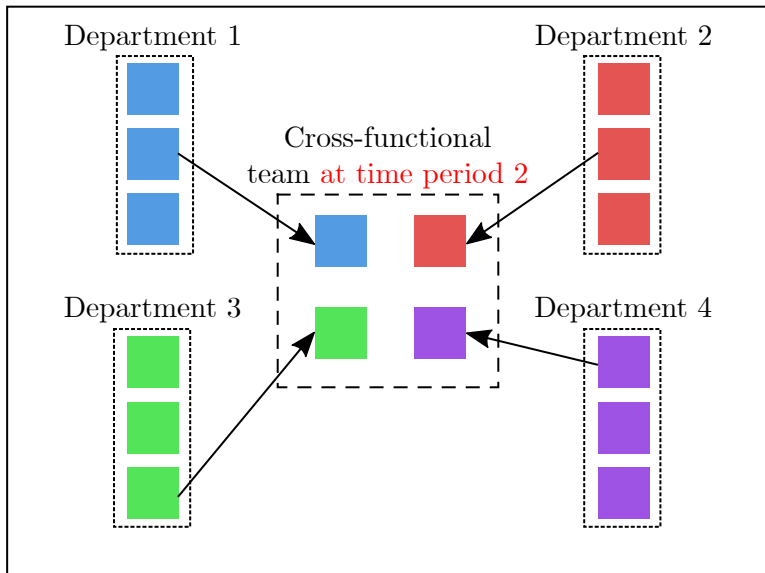 Department 1
Department 2
Cross-functional
team at time period 2
Department 3
Department 4